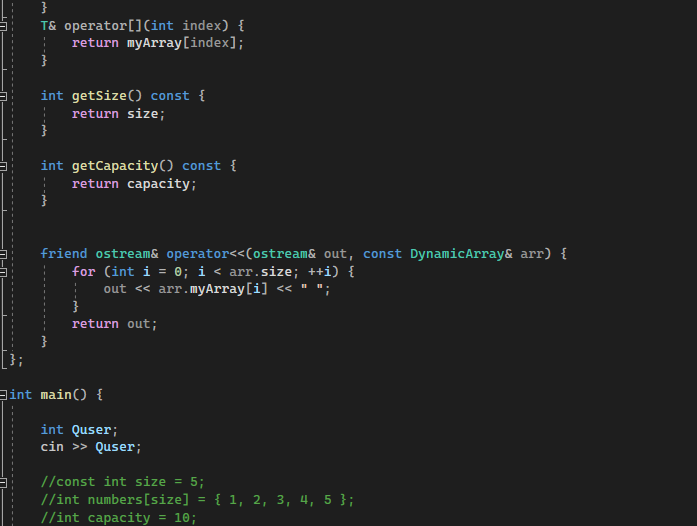 }
T& operator[](int index) {
return myArray[index];
}
int getSize() const {
return size;
}
int getCapacity() const {
return capacity;
}
friend ostream& operator<<(ostream& out, const DynamicArray& arr) {
for (int i = 0; i < arr.size; ++i) {
out << arr.myArray[i] << " ";
}
return out;
}
};
int main() {
int Quser;
cin >> Quser;
//const int size = 5;
//int numbers[size] = { 1, 2, 3, 4, 5 };
//int capacity = 10;